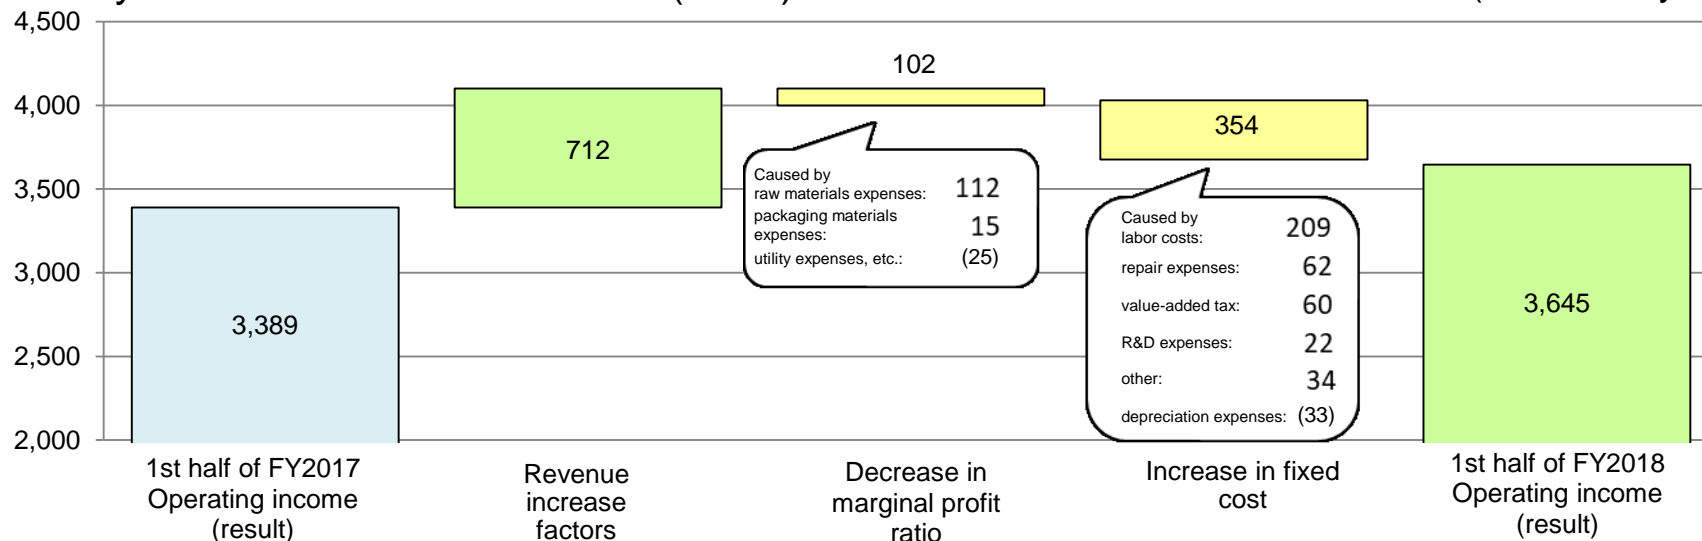 4,500
4,000
3,500
3,000
2,500
2,000
3,389
712
102
354
3,645
Caused by
raw materials expenses: 112
packaging materials
expenses: 15
utility expenses, etc.: (25)
Caused by
labor costs: 209
repair expenses: 62
value-added tax: 60
R&D expenses: 22
other: 34
depreciation expenses: (33)
1st half of FY2017
Operating income
(result)
Revenue
increase
factors
Decrease in
marginal profit
ratio
Increase in fixed
cost
1st half of FY2018
Operating income
(result)